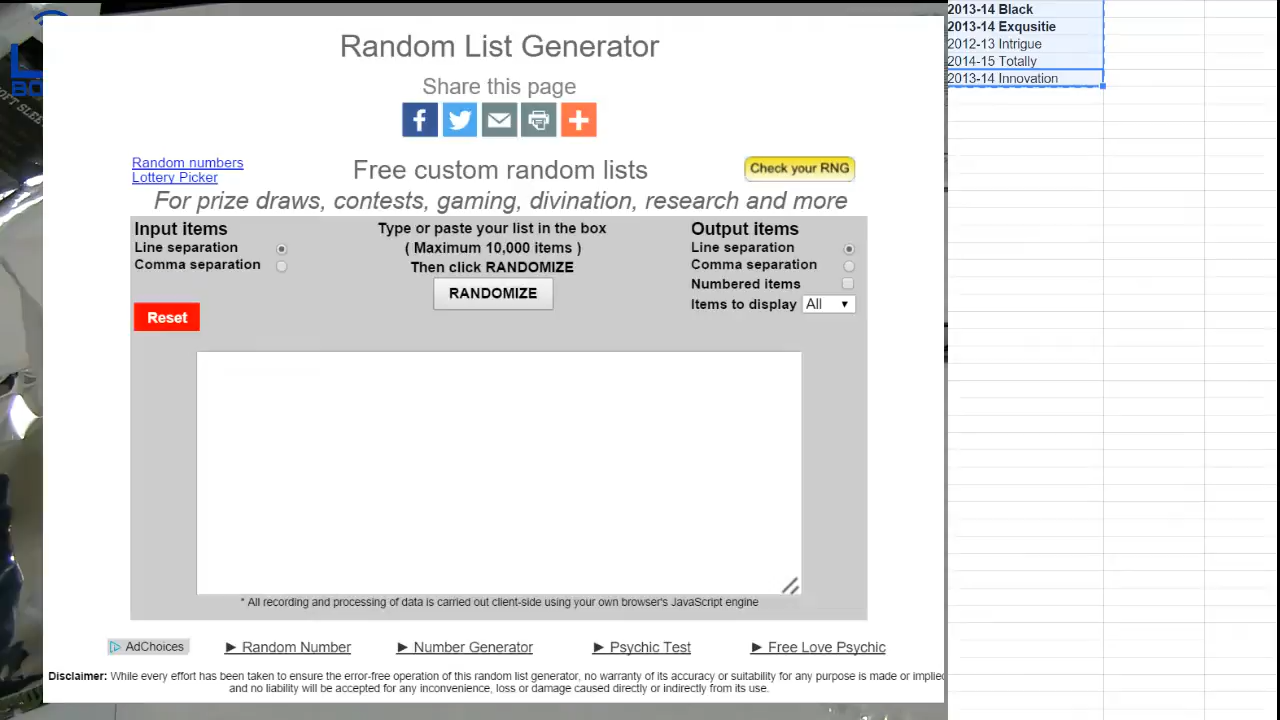 2013-14 Black
2013-14 Exqusitie
2012-13 Intrigue
2014-15 Totally
2013-14 Innovation
Random List Generator
Share this page
Random numbers
Lottery Picker
Free custom random lists
Check your RNG
For prize draws, contests, gaming, divination, research and more
Input items
Line separation
Comma separation
Reset
Type or paste your list in the box
( Maximum 10,000 items )
Then click RANDOMIZE
RANDOMIZE
Output items
Line separation
Comma separation
Numbered items
Items to display All
* All recording and processing of data is carried out client-side using your own browser's JavaScript engine
AdChoices
► Random Number
► Number Generator
► Psychic Test
► Free Love Psychic
Disclaimer: While every effort has been taken to ensure the error-free operation of this random list generator, no warranty of its accuracy or suitability for any purpose is made or implied
and no liability will be accepted for any inconvenience, loss or damage caused directly or indirectly from its use.